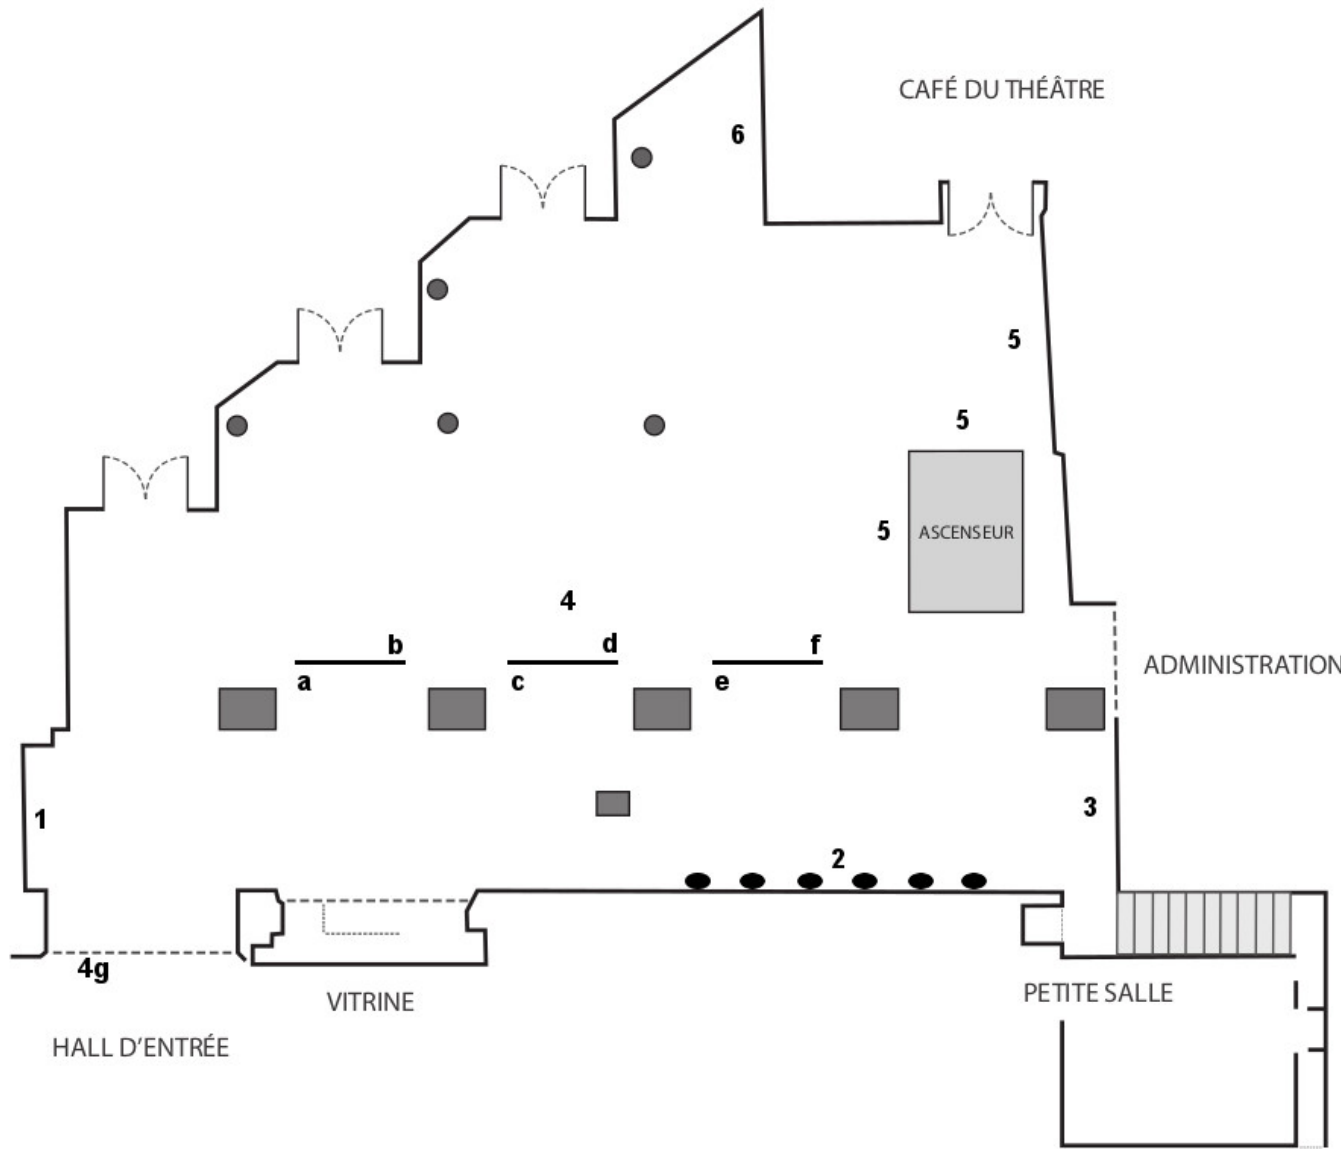 CAFÉ DU THÉÂTRE
6
5
5
5
ASCENSEUR
4
b
d
f
a
c
e
ADMINISTRATION
1
3
2
4g
VITRINE
PETITE SALLE
HALL D'ENTRÉE